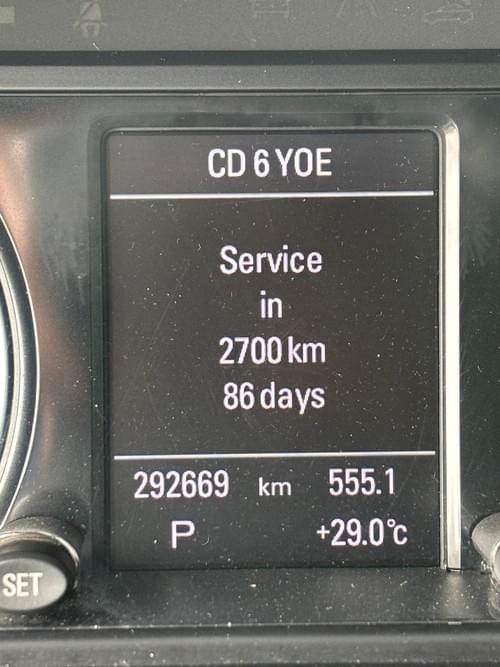 CD 6 YOE
Service
in
2700 km
86 days
292669 km 555.1
P +29.0°C
SET